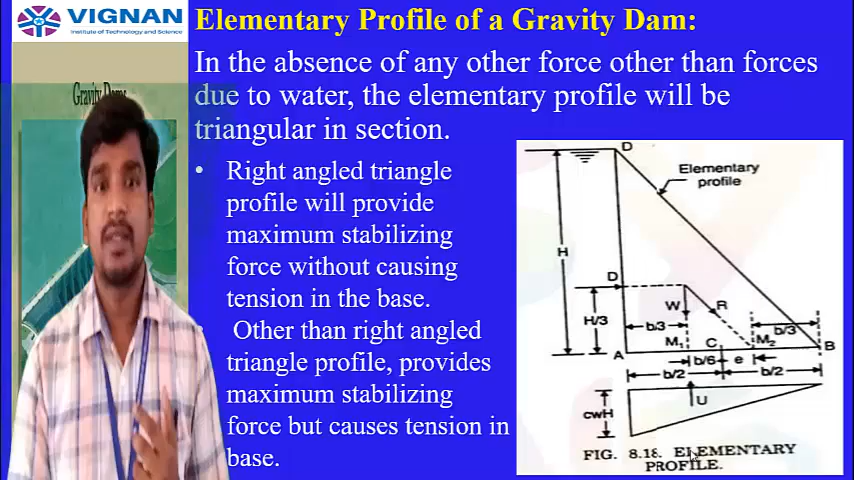 VIGNAN
Institute of Technology and Science
Elementary Profile of a Gravity Dam:
In the absence of any other force other than forces
due to water, the elementary profile will be
triangular in section.
• Right angled triangle
profile will provide
maximum stabilizing
force without causing
tension in the base.
• Other than right angled
triangle profile, provides
maximum stabilizing
force but causes tension in
base.
Gravity Dams
D
Elementary
profile
H
D
W
R
H/3
b/3
b/3
M₁
C
M₂
A
B
b/6
e
b/2
b/2
U
cwH
FIG. 8.18. ELEMENTARY
PROFILE.